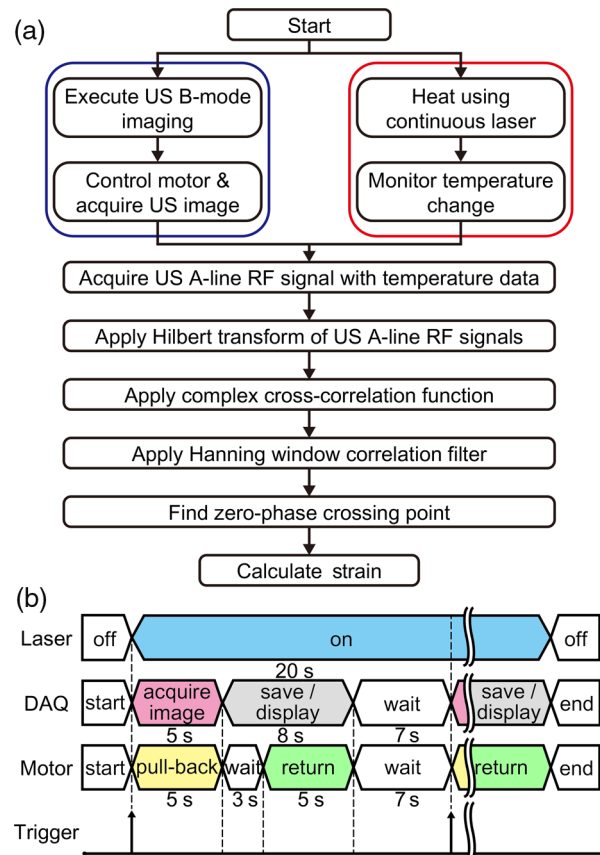 (a)
Start
Execute US B-mode
imaging
Control motor &
acquire US image
Heat using
continuous laser
Monitor temperature
change
Acquire US A-line RF signal with temperature data
Apply Hilbert transform of US A-line RF signals
Apply complex cross-correlation function
Apply Hanning window correlation filter
Find zero-phase crossing point
Calculate strain
(b)
Laser off on off
20 s
DAQ start acquire image save / display wait save / display end
5 s 8 s 7 s
Motor start pull-back wait return wait return end
5 s 3 s 5 s 7 s
Trigger